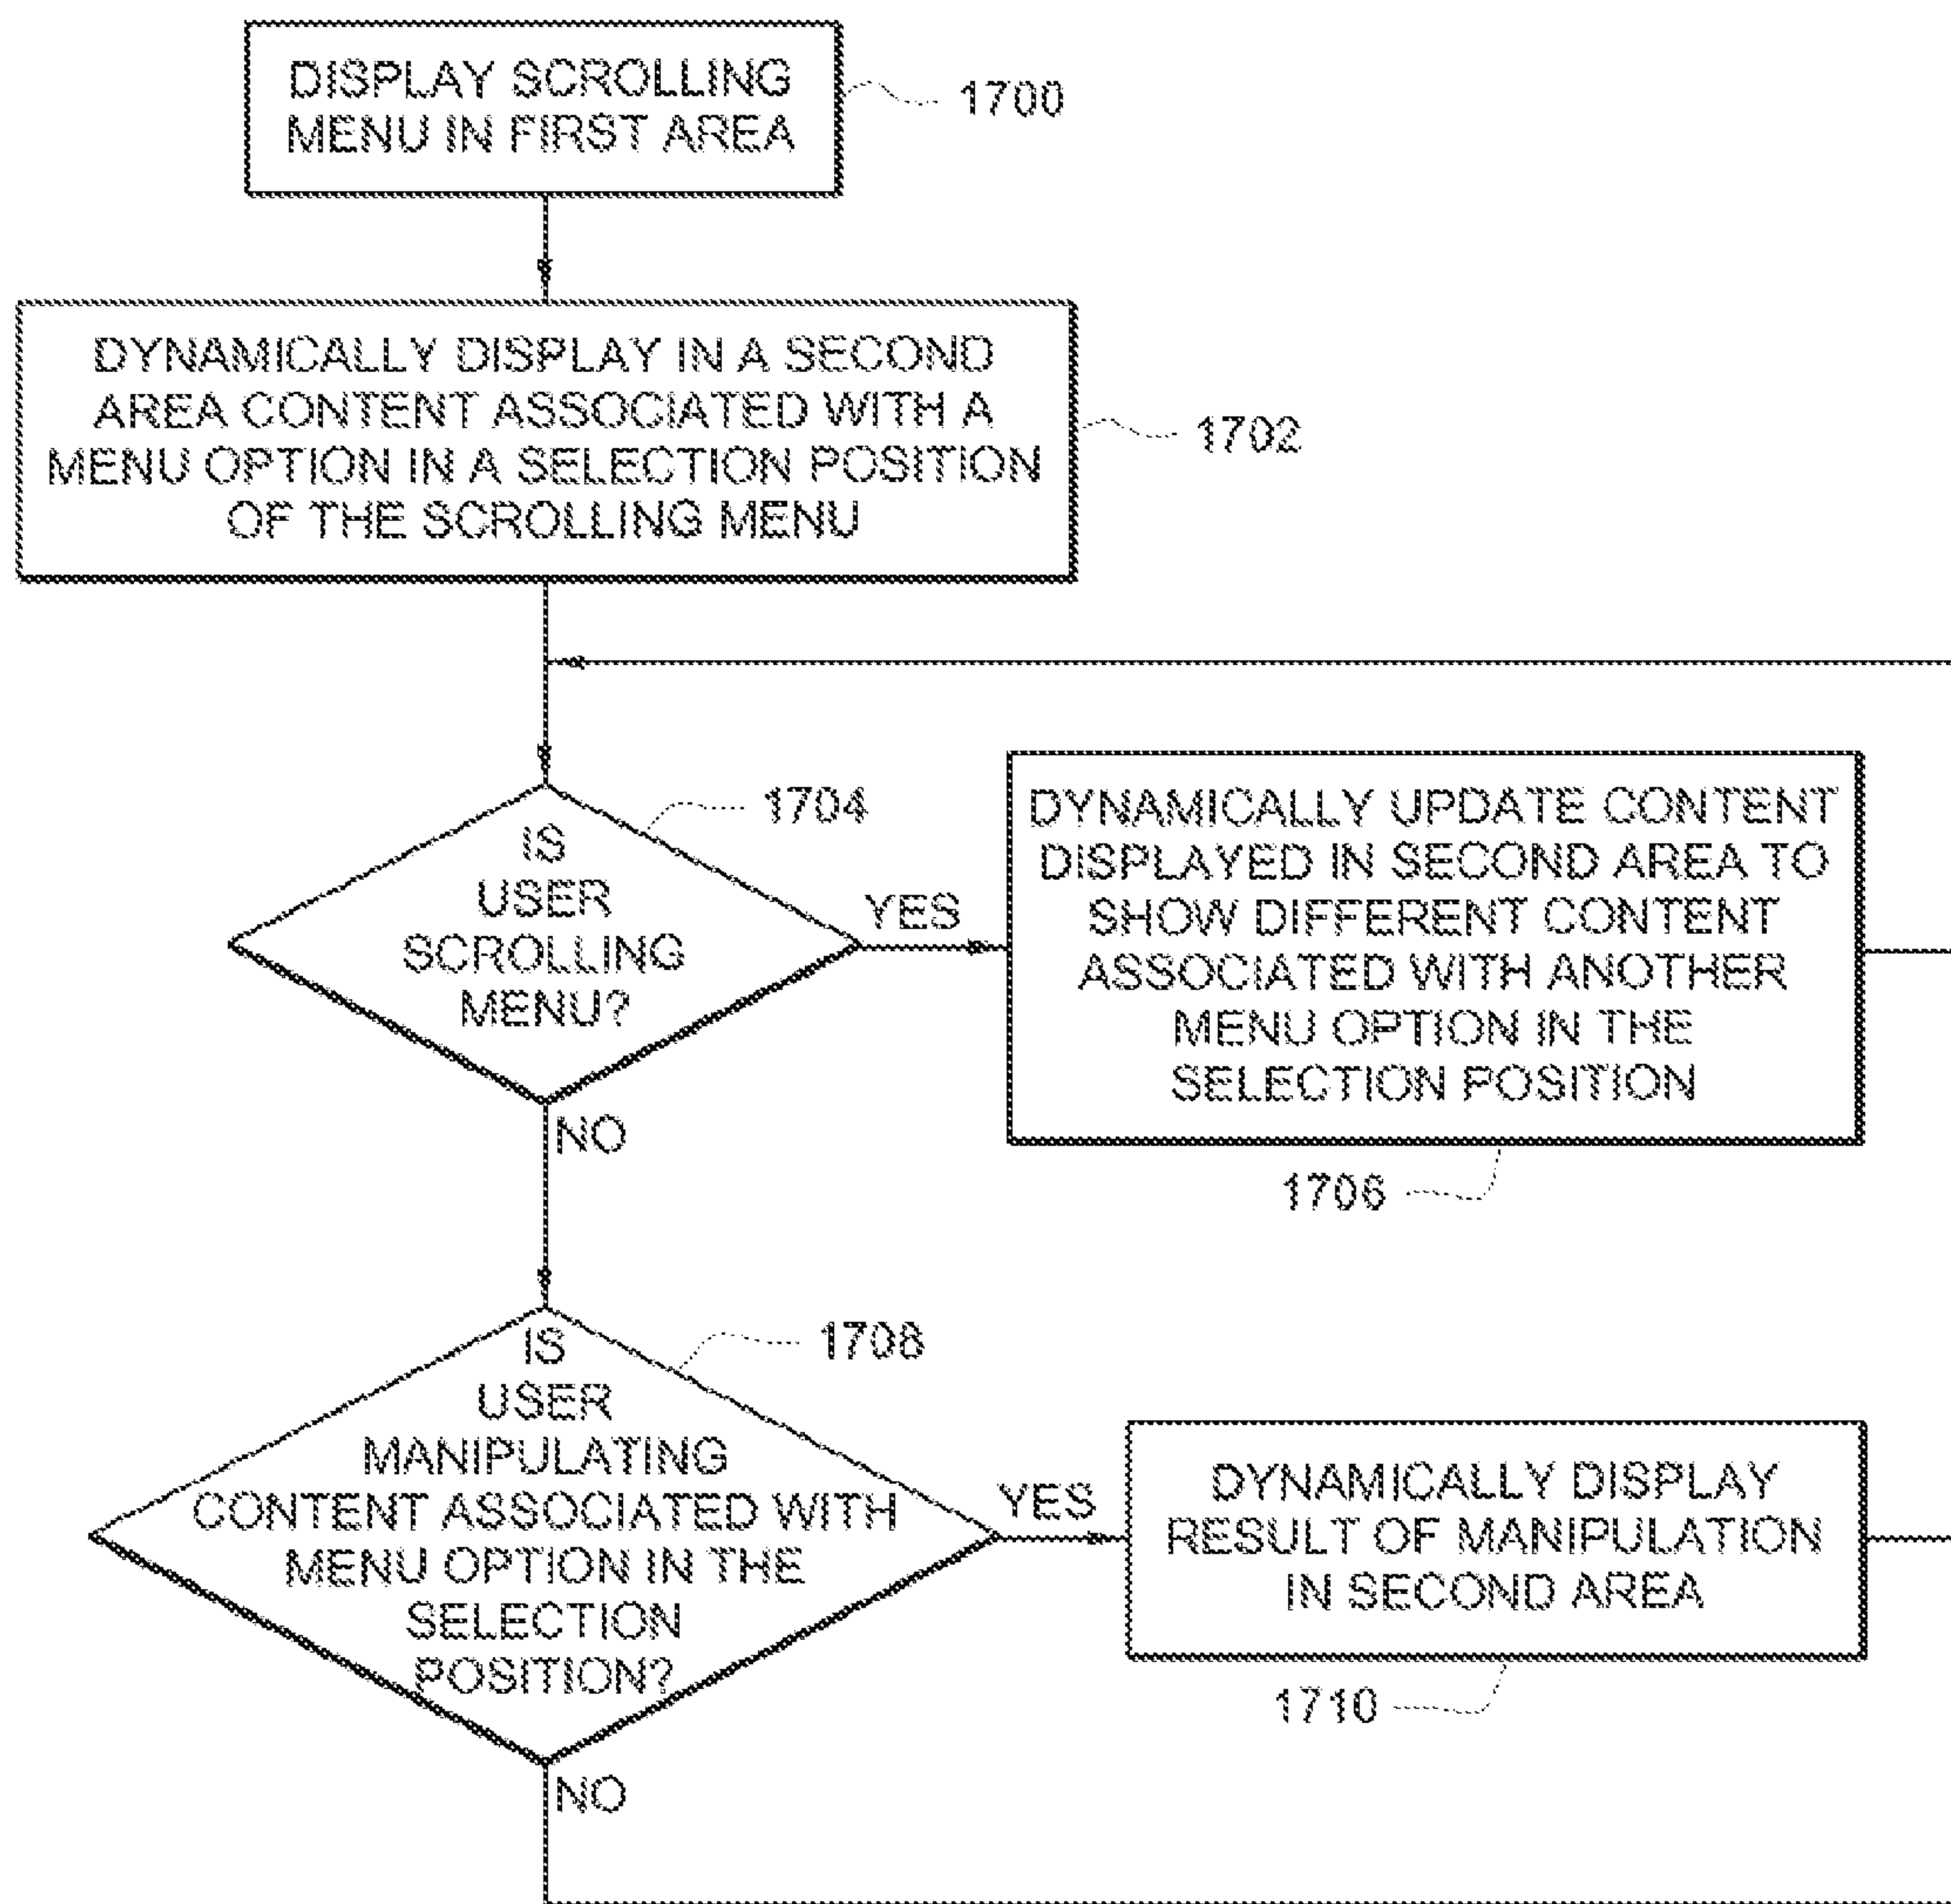 DISPLAY SCROLLING
MENU IN FIRST AREA
1700
DYNAMICALLY DISPLAY IN A SECOND
AREA CONTENT ASSOCIATED WITH A
MENU OPTION IN A SELECTION POSITION
OF THE SCROLLING MENU
1702
IS
USER
SCROLLING
MENU?
1704
YES
NO
DYNAMICALLY UPDATE CONTENT
DISPLAYED IN SECOND AREA TO
SHOW DIFFERENT CONTENT
ASSOCIATED WITH ANOTHER
MENU OPTION IN THE
SELECTION POSITION
1706
IS
USER
MANIPULATING
CONTENT ASSOCIATED WITH
MENU OPTION IN THE
SELECTION
POSITION?
1708
YES
NO
DYNAMICALLY DISPLAY
RESULT OF MANIPULATION
IN SECOND AREA
1710